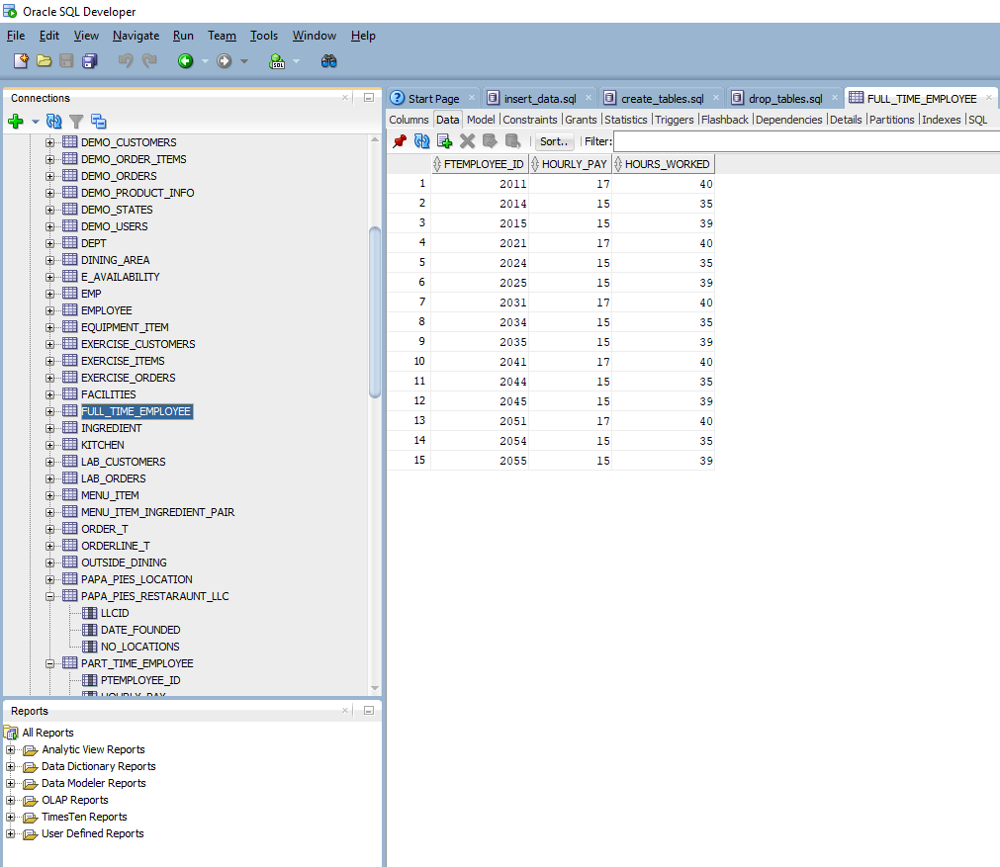 Oracle SQL Developer
File Edit View Navigate Run Team Tools Window Help
Connections
DEMO_CUSTOMERS
DEMO_ORDER_ITEMS
DEMO_ORDERS
DEMO_PRODUCT_INFO
DEMO_STATES
DEMO_USERS
DEPT
DINING_AREA
E_AVAILABILITY
EMP
EMPLOYEE
EQUIPMENT_ITEM
EXERCISE_CUSTOMERS
EXERCISE_ITEMS
EXERCISE_ORDERS
FACILITIES
FULL_TIME_EMPLOYEE
INGREDIENT
KITCHEN
LAB_CUSTOMERS
LAB_ORDERS
MENU_ITEM
MENU_ITEM_INGREDIENT_PAIR
ORDER_T
ORDERLINE_T
OUTSIDE_DINING
PAPA_PIES_LOCATION
PAPA_PIES_RESTARAUNT_LLC
LLCID
DATE_FOUNDED
NO_LOCATIONS
PART_TIME_EMPLOYEE
PTEMPLOYEE_ID
HOURLY_PAY
Reports
All Reports
Analytic View Reports
Data Dictionary Reports
Data Modeler Reports
OLAP Reports
TimesTen Reports
User Defined Reports
Start Page insert_data.sql create_tables.sql drop_tables.sql FULL_TIME_EMPLOYEE
Columns Data Model Constraints Grants Statistics Triggers Flashback Dependencies Details Partitions Indexes SQL
Sort.. Filter:
FTEMPLOYEE_ID HOURLY_PAY HOURS_WORKED
1 2011 17 40
2 2014 15 35
3 2015 15 39
4 2021 17 40
5 2024 15 35
6 2025 15 39
7 2031 17 40
8 2034 15 35
9 2035 15 39
10 2041 17 40
11 2044 15 35
12 2045 15 39
13 2051 17 40
14 2054 15 35
15 2055 15 39